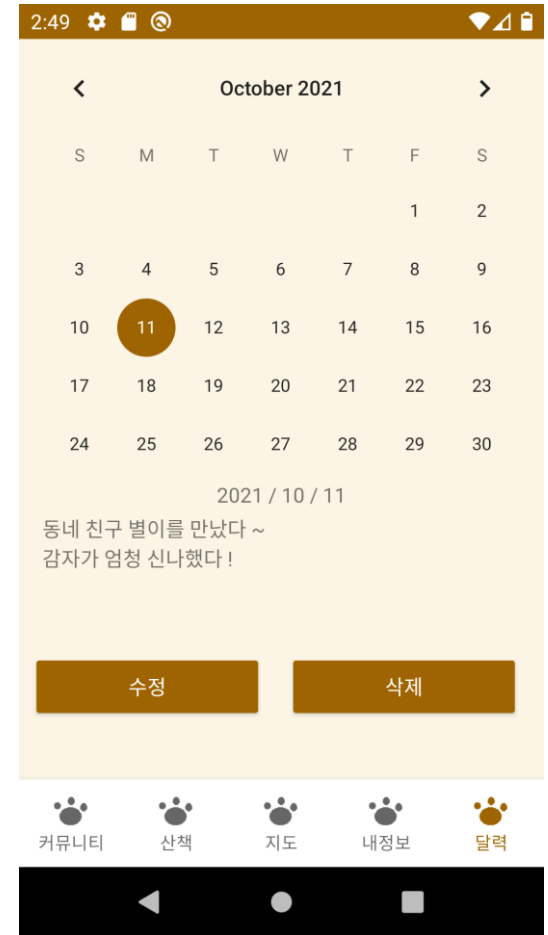 2:49
October 2021
S M T W T F S
1 2
3 4 5 6 7 8 9
10 11 12 13 14 15 16
17 18 19 20 21 22 23
24 25 26 27 28 29 30
2021 / 10 / 11
동네 친구 별이를 만났다 ~
감자가 엄청 신났했다 !
수정 삭제
커뮤니티 산책 지도 내정보 달력